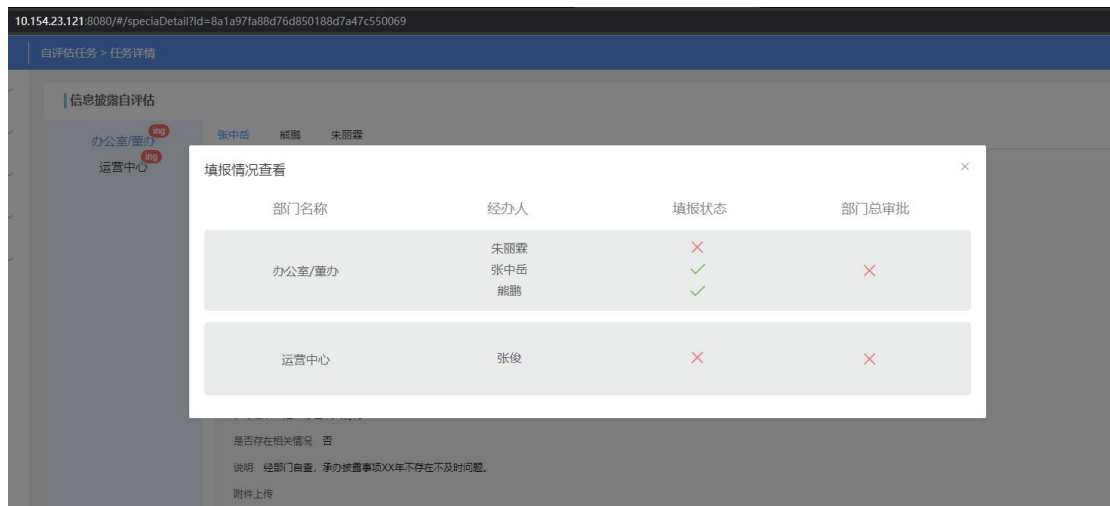 10.154.23.121:8080/#/speciaDetail?id=8a1a97fa88d76d850188d7a47c550069
自评估任务 > 任务详情
信息披露自评估
办公室/董办 ing
运营中心 ing
张中岳 熊鹏 朱丽霖
填报情况查看
部门名称 经办人 填报状态 部门总审批
办公室/董办
朱丽霖
张中岳
熊鹏
运营中心 张俊
是否存在相关情况 否
说明 经部门自查，承办披露事项XX年不存在不及时问题。
附件上传